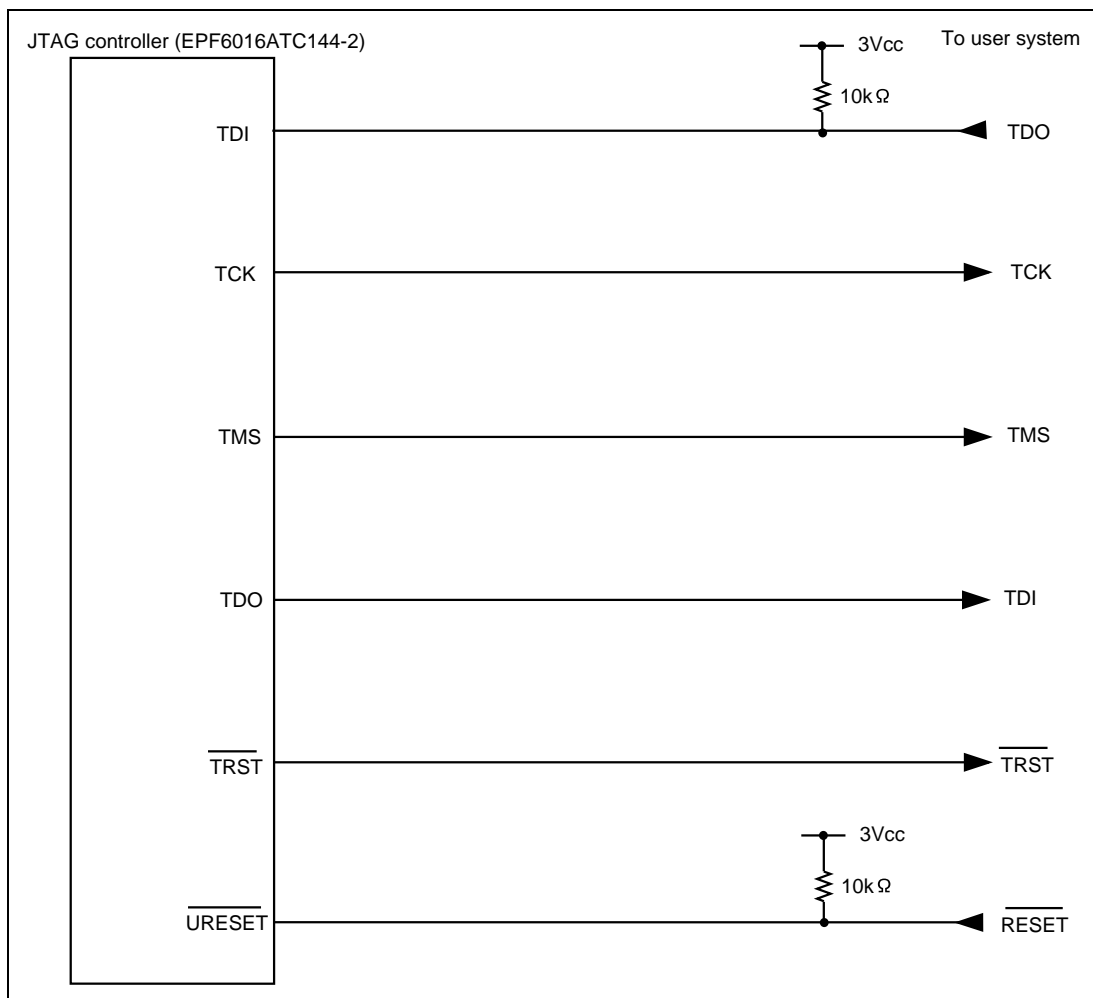 JTAG controller (EPF6016ATC144-2)
3Vcc
To user system
10kΩ
TDI
TDO
TCK
TCK
TMS
TMS
TDO
TDI
TRST
TRST
3Vcc
10kΩ
URESET
RESET